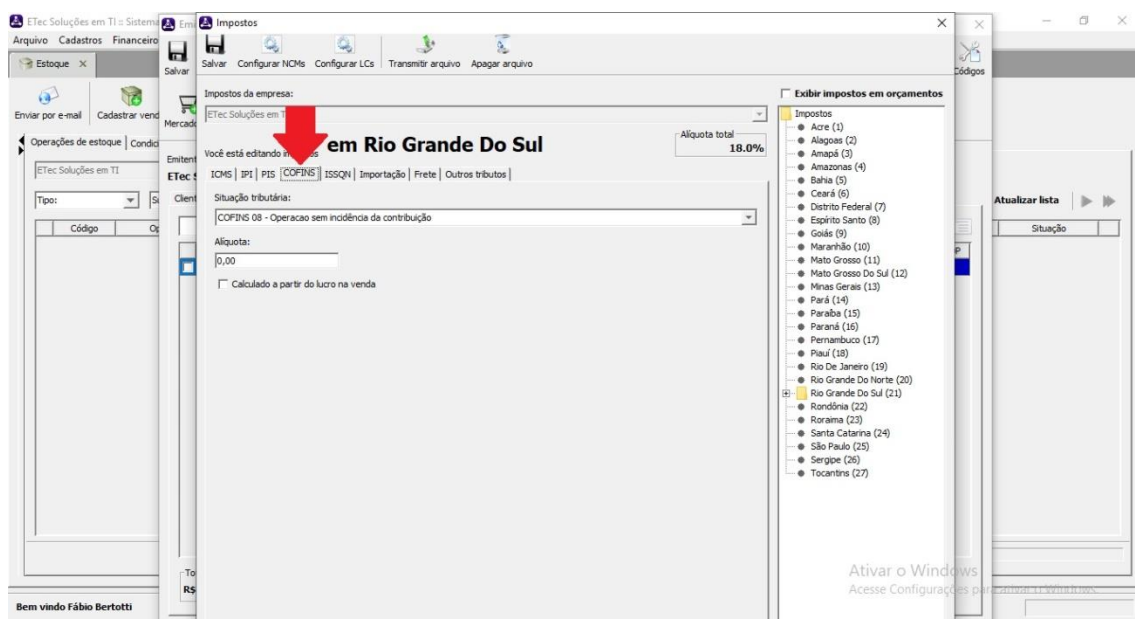 ETec Soluções em TI :: Sistema
Arquivo Cadastros Financeiro
Estoque
Enviar por e-mail
Operações de estoque
ETec Soluções em TI
Tipo:
Código
Bem vindo Fábio Bertotti
Salvar
Emitent
Client
R$
Códigos
Impostos
Salvar Configurar NCMs Configurar LCs Transmitir arquivo Apagar arquivo
Impostos da empresa:
ETec Soluções em T
Você está editando
em Rio Grande Do Sul
Alíquota total
18.0%
ICMS IPI PIS COFINS ISSQN Importação Frete Outros tributos
Situação tributária:
COFINS 08 - Operacao sem incidência da contribuição
Alíquota:
0,00
Calculado a partir do lucro na venda
Exibir impostos em orçamentos
Impostos
Acre (1)
Alagoas (2)
Amapá (3)
Amazonas (4)
Bahia (5)
Ceará (6)
Distrito Federal (7)
Espírito Santo (8)
Goiás (9)
Maranhão (10)
Mato Grosso (11)
Mato Grosso Do Sul (12)
Minas Gerais (13)
Pará (14)
Paraíba (15)
Paraná (16)
Pernambuco (17)
Piauí (18)
Rio De Janeiro (19)
Rio Grande Do Norte (20)
Rio Grande Do Sul (21)
Rondônia (22)
Roraima (23)
Santa Catarina (24)
São Paulo (25)
Sergipe (26)
Tocantins (27)
Atualizar lista
Situação
Ativar o Windows
Acesse Configurações para ativar o Windows.